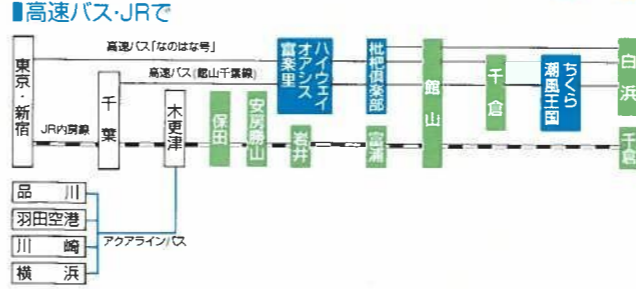 高速バス・JRで
高速バス「なのはな号」
高速バス(館山千葉線)
JR内房線
東京・新宿
千葉
木更津
保田
安房勝山
ハイウェイ
オアシス
富楽里
岩井
枇杷倶楽部
富浦
館山
千倉
ちくら
潮風王国
白浜
千倉
品川
羽田空港
川崎
横浜
アクアラインバス